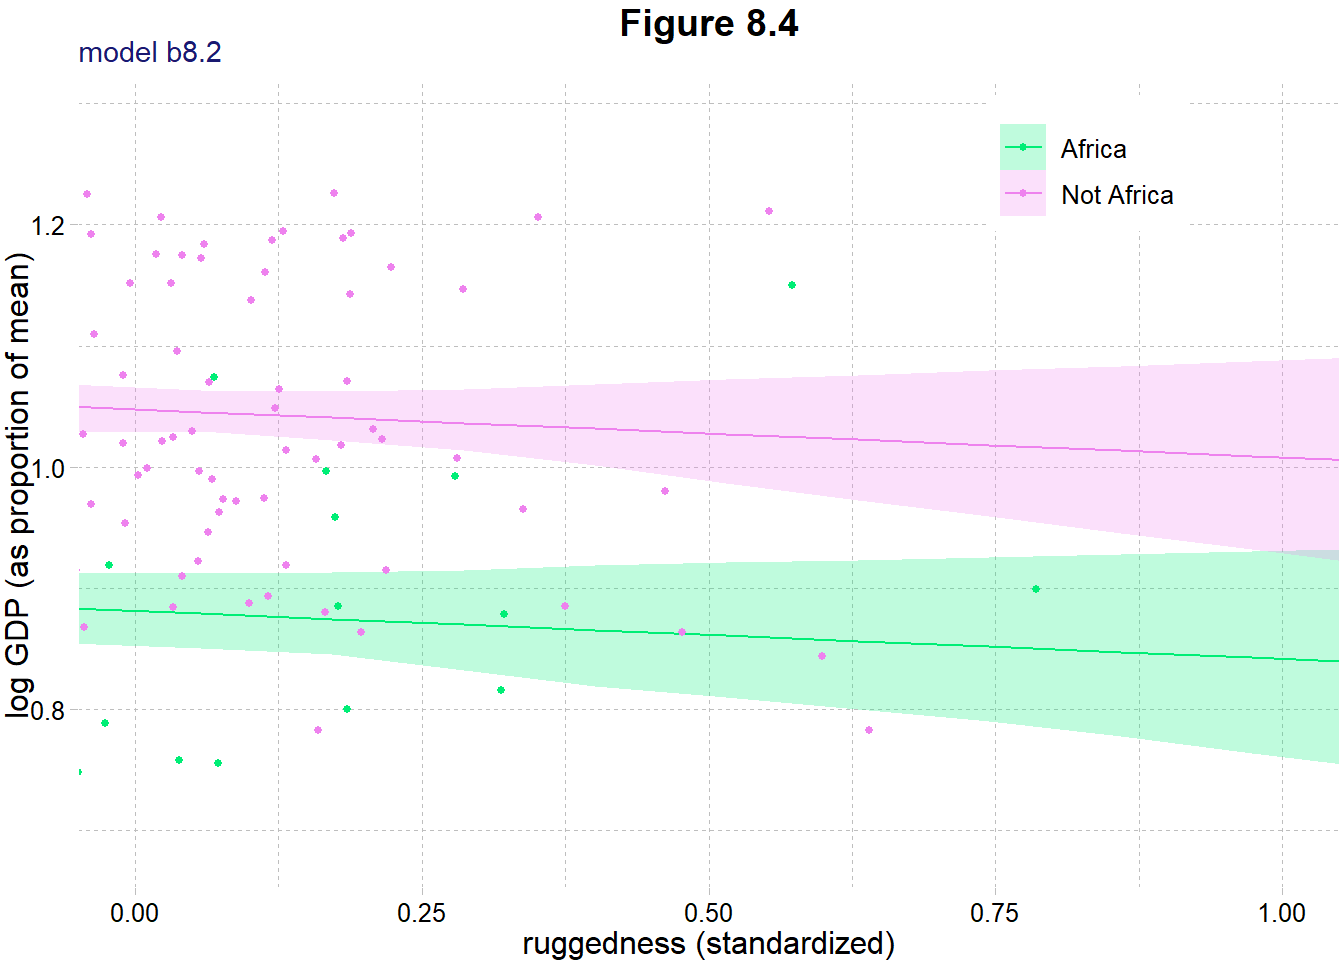 Figure 8.4
model b8.2
Africa
Not Africa
1.2
1.0
0.8
log GDP (as proportion of mean)
0.00 0.25 0.50 0.75 1.00
ruggedness (standardized)